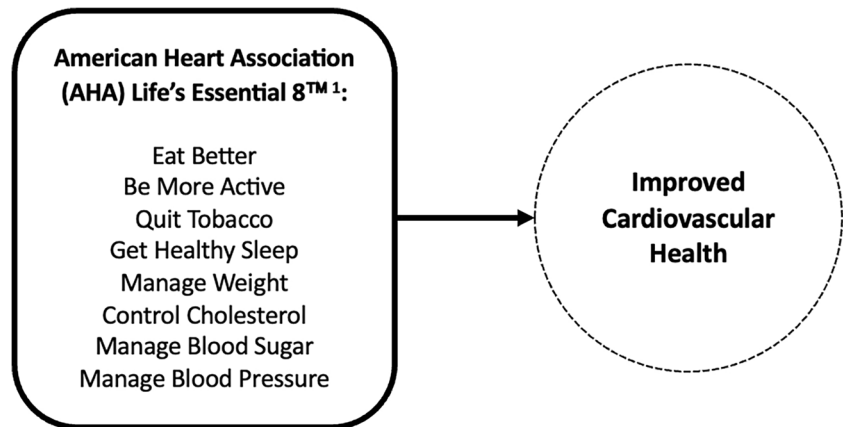 American Heart Association
(AHA) Life’s Essential 8™ 1:
Eat Better
Be More Active
Quit Tobacco
Get Healthy Sleep
Manage Weight
Control Cholesterol
Manage Blood Sugar
Manage Blood Pressure
Improved
Cardiovascular
Health